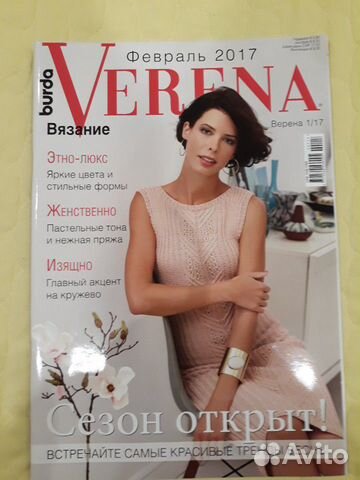 Февраль 2017
burda
VERENA
Вязание
Верена 1/17
Этно-люкс
Яркие цвета и
стильные формы
Женственно
Пастельные тона
и нежная пряжа
Изящно
Главный акцент
на кружево
Сезон открыт!
ВСТРЕЧАЙТЕ САМЫЕ КРАСИВЫЕ
Avito